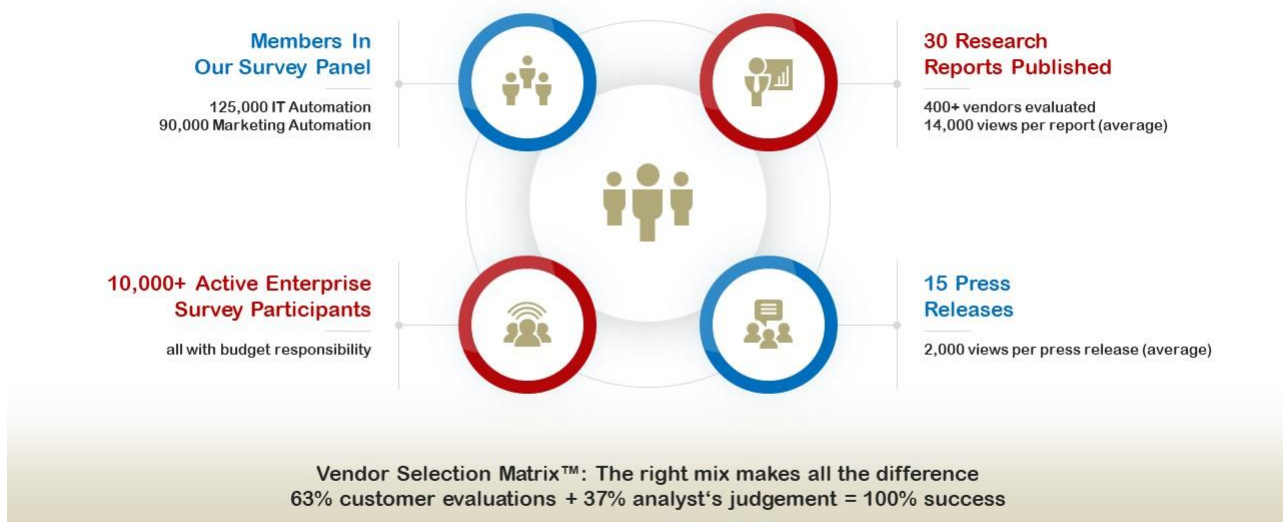 Members In
Our Survey Panel
125,000 IT Automation
90,000 Marketing Automation
30 Research
Reports Published
400+ vendors evaluated
14,000 views per report (average)
10,000+ Active Enterprise
Survey Participants
all with budget responsibility
15 Press
Releases
2,000 views per press release (average)
Vendor Selection Matrix™: The right mix makes all the difference
63% customer evaluations + 37% analyst‘s judgement = 100% success